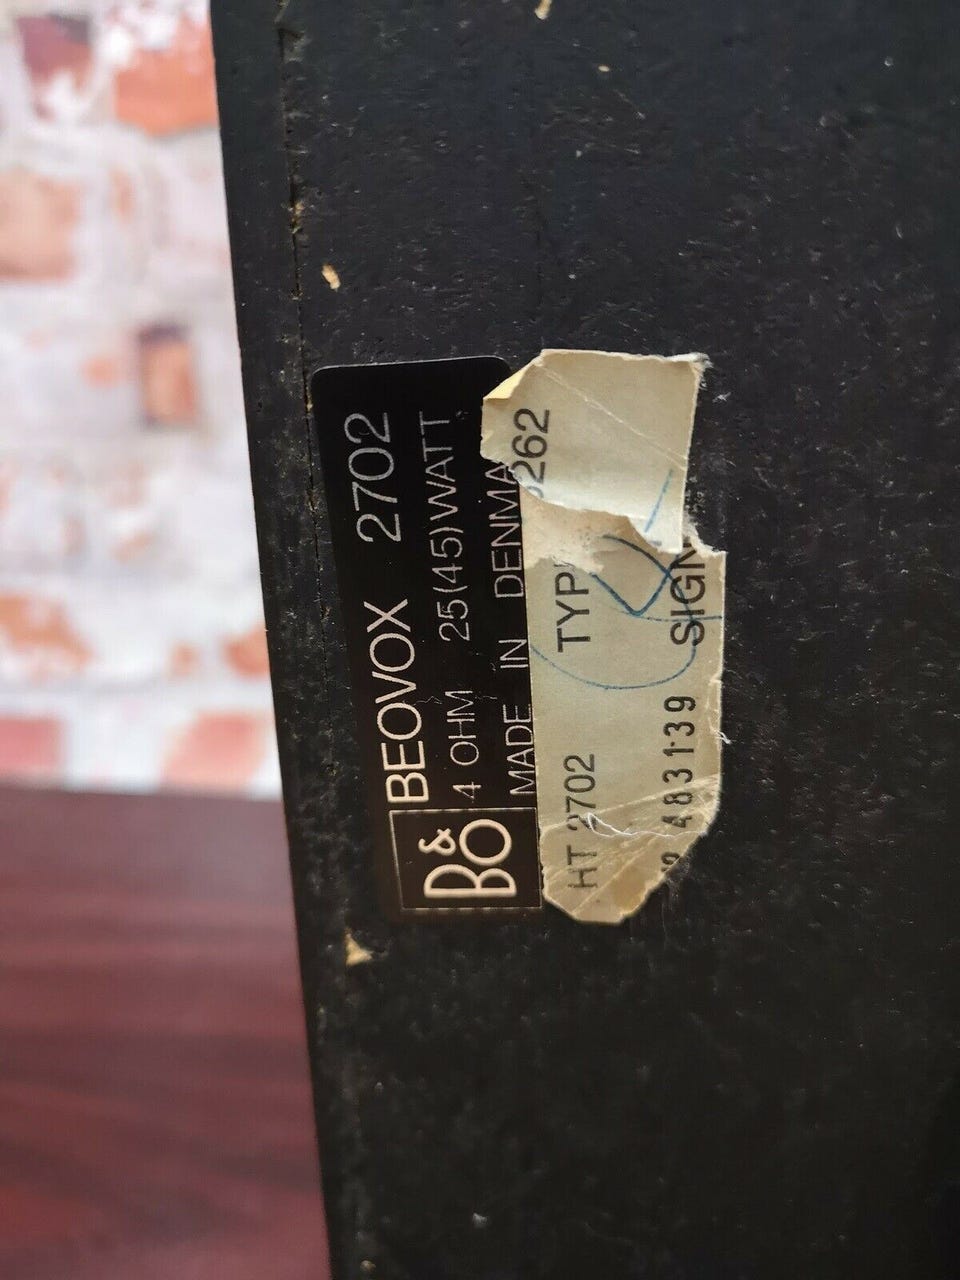 B&O
BEOVOX 2702
4 OHM 25(45)WATT
MADE IN DENMA
262
HT 2702 TYP
483139 SIGN